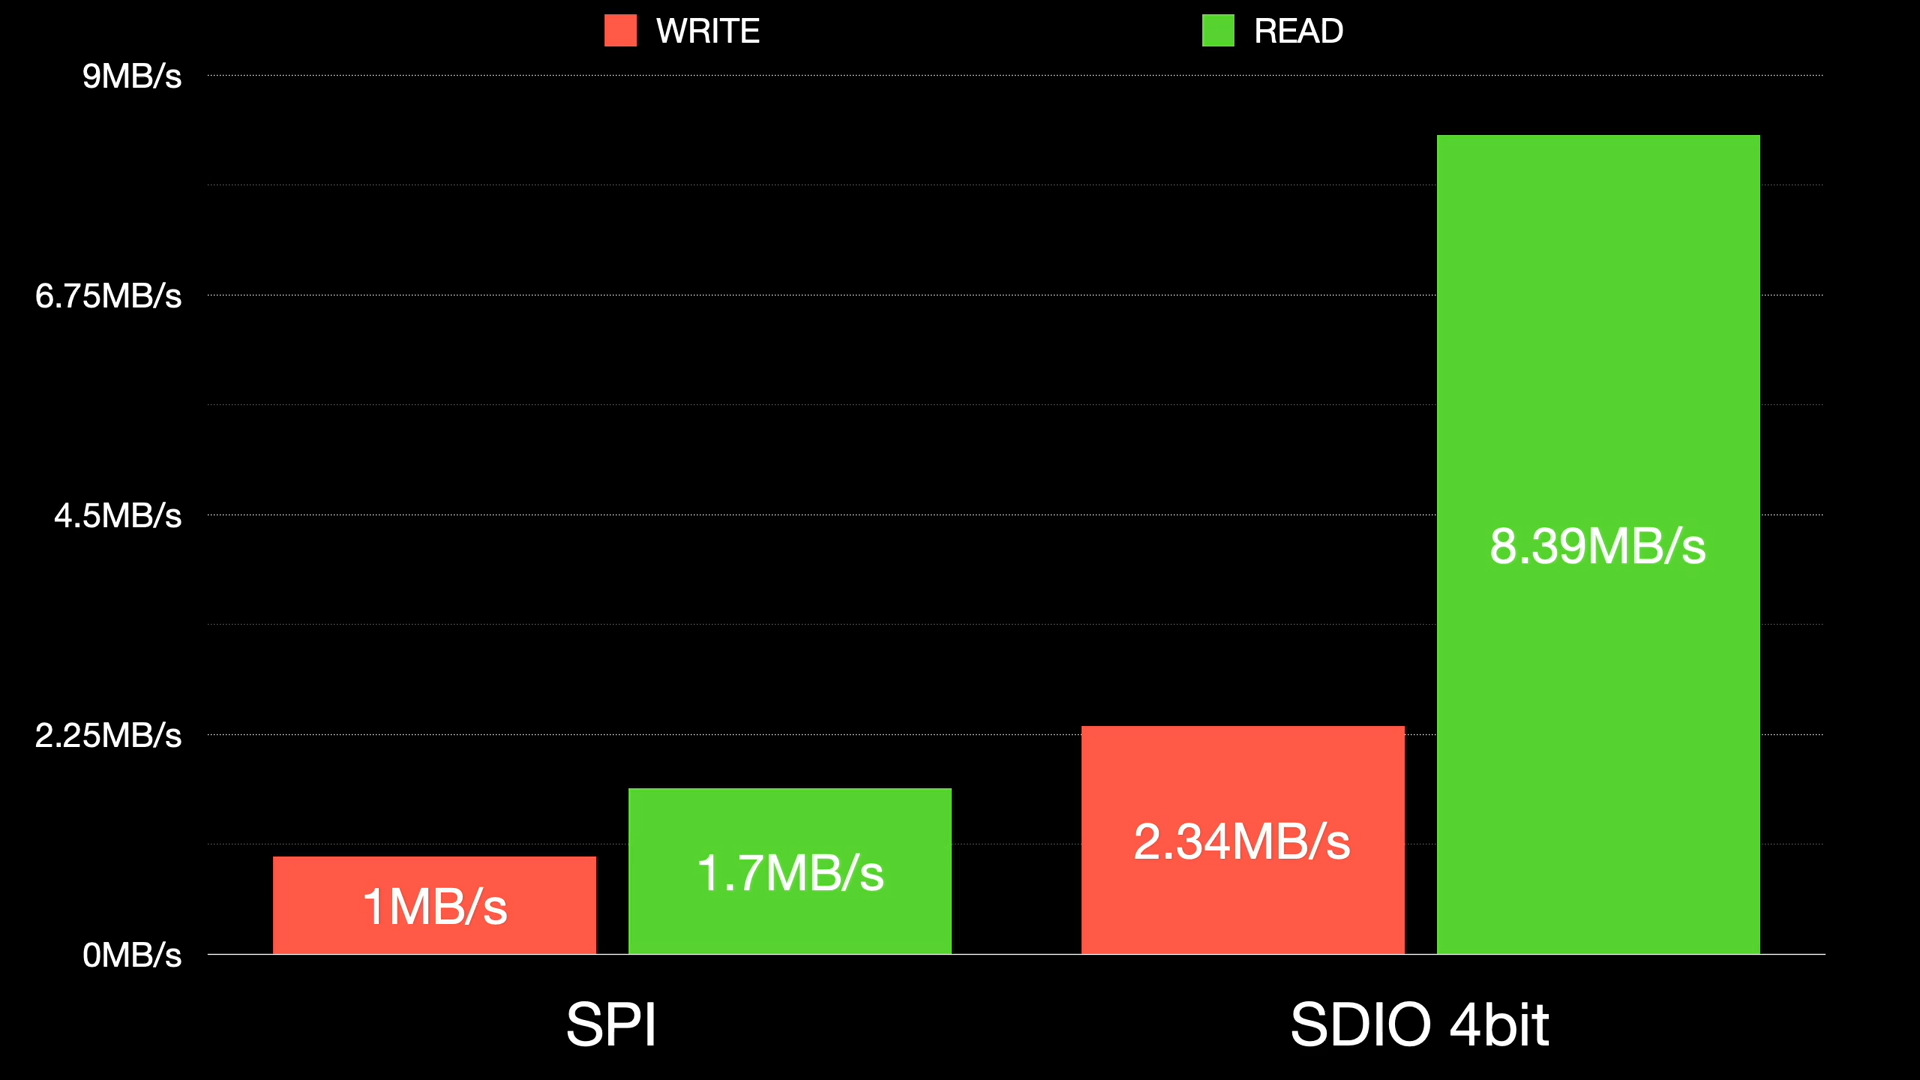 WRITE
READ
9MB/s
6.75MB/s
4.5MB/s
2.25MB/s
0MB/s
1MB/s
1.7MB/s
2.34MB/s
8.39MB/s
SPI
SDIO 4bit